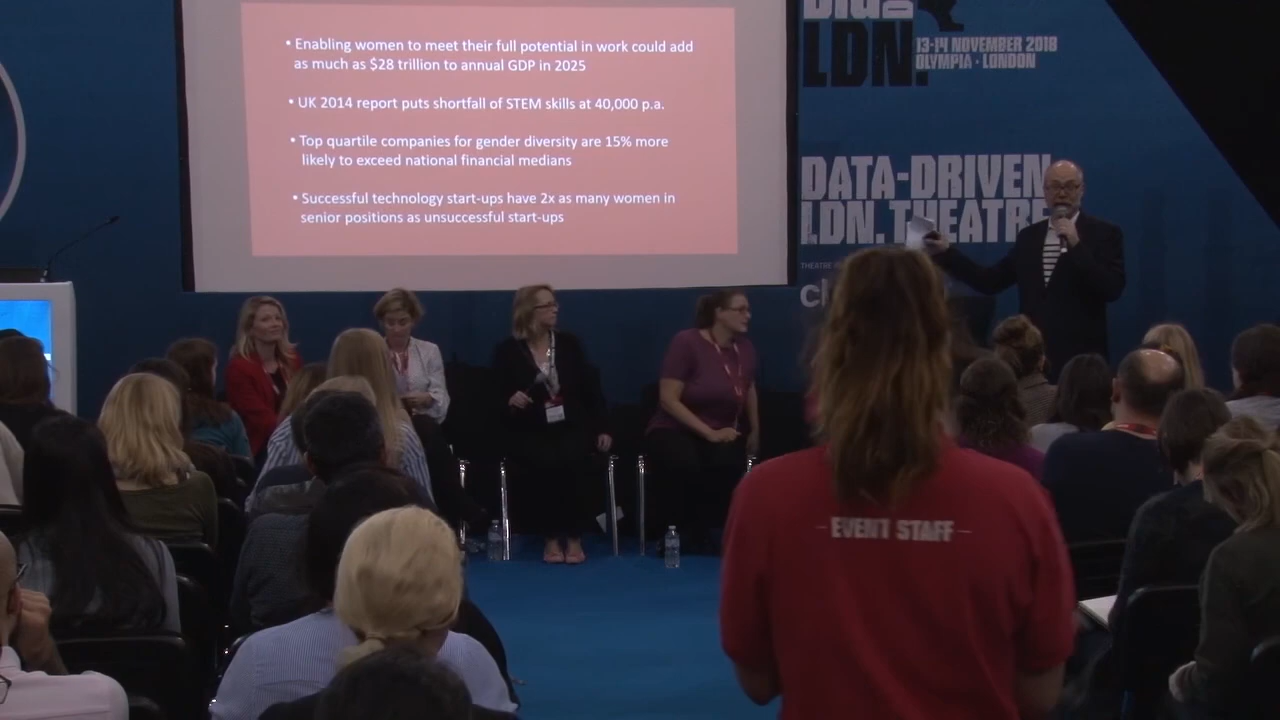 • Enabling women to meet their full potential in work could add
as much as $28 trillion to annual GDP in 2025
• UK 2014 report puts shortfall of STEM skills at 40,000 p.a.
• Top quartile companies for gender diversity are 15% more
likely to exceed national financial medians
• Successful technology start-ups have 2x as many women in
senior positions as unsuccessful start-ups
BIG
LDN.
13-14 NOVEMBER 2018
OLYMPIA · LONDON
DATA-DRIVEN
LDN. THEATRE
THEATRE
EVENT STAFF